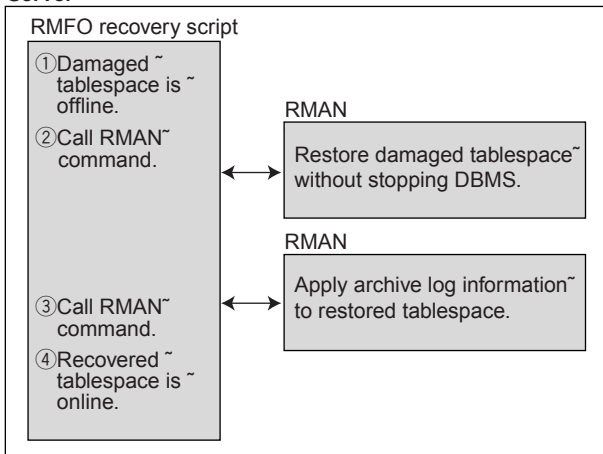 RMFO recovery script
①Damaged ~
tablespace is ~
offline.
②Call RMAN~
command.
RMAN
Restore damaged tablespace~
without stopping DBMS.
RMAN
Apply archive log information~
to restored tablespace.
③Call RMAN~
command.
④Recovered ~
tablespace is ~
online.